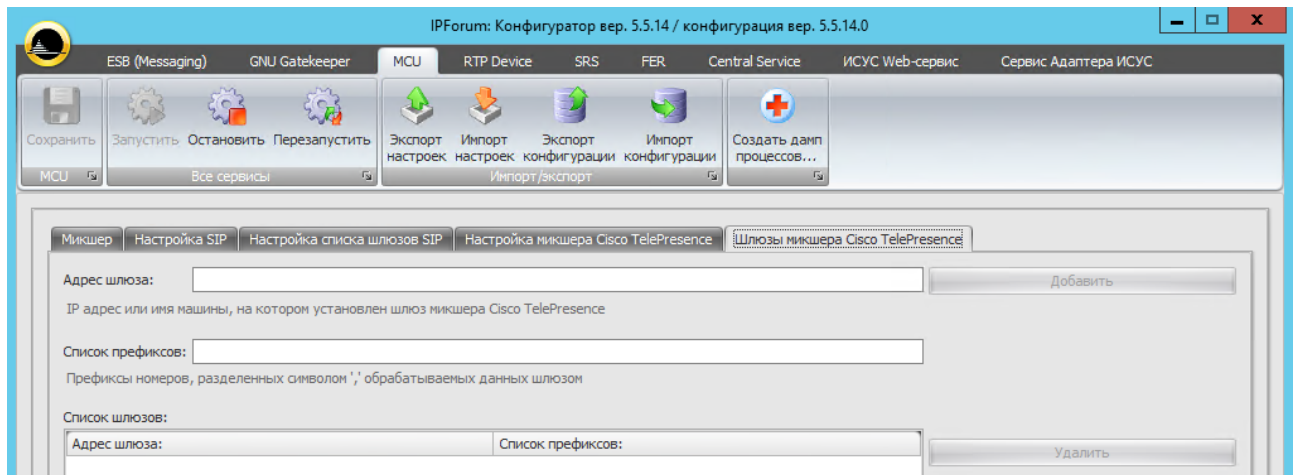 IPForum: Конфигуратор вер. 5.5.14 / конфигурация вер. 5.5.14.0
ESB (Messaging) GNU Gatekeeper MCU RTP Device SRS FER Central Service ИСУС Web-сервис Сервис Адаптера ИСУС
Сохранить Запустить Остановить Перезапустить Экспорт настроек Импорт настроек Экспорт конфигурации Импорт конфигурации Создать дамп процессов...
MCU Все сервисы Импорт/экспорт
Микшер Настройка SIP Настройка списка шлюзов SIP Настройка микшера Cisco TelePresence Шлюзы микшера Cisco TelePresence
Адрес шлюза: Добавить
IP адрес или имя машины, на котором установлен шлюз микшера Cisco TelePresence
Список префиксов:
Префиксы номеров, разделенных символом ',' обрабатываемых данных шлюзом
Список шлюзов:
Адрес шлюза: Список префиксов:
Удалить